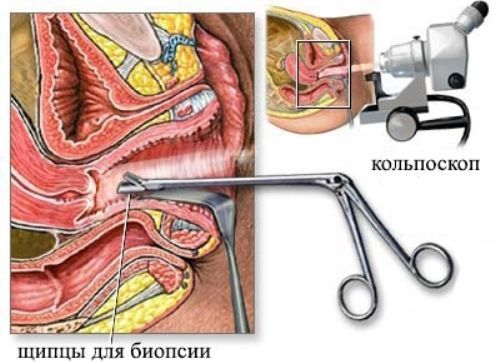 кольпоскоп
щипцы для биопсии